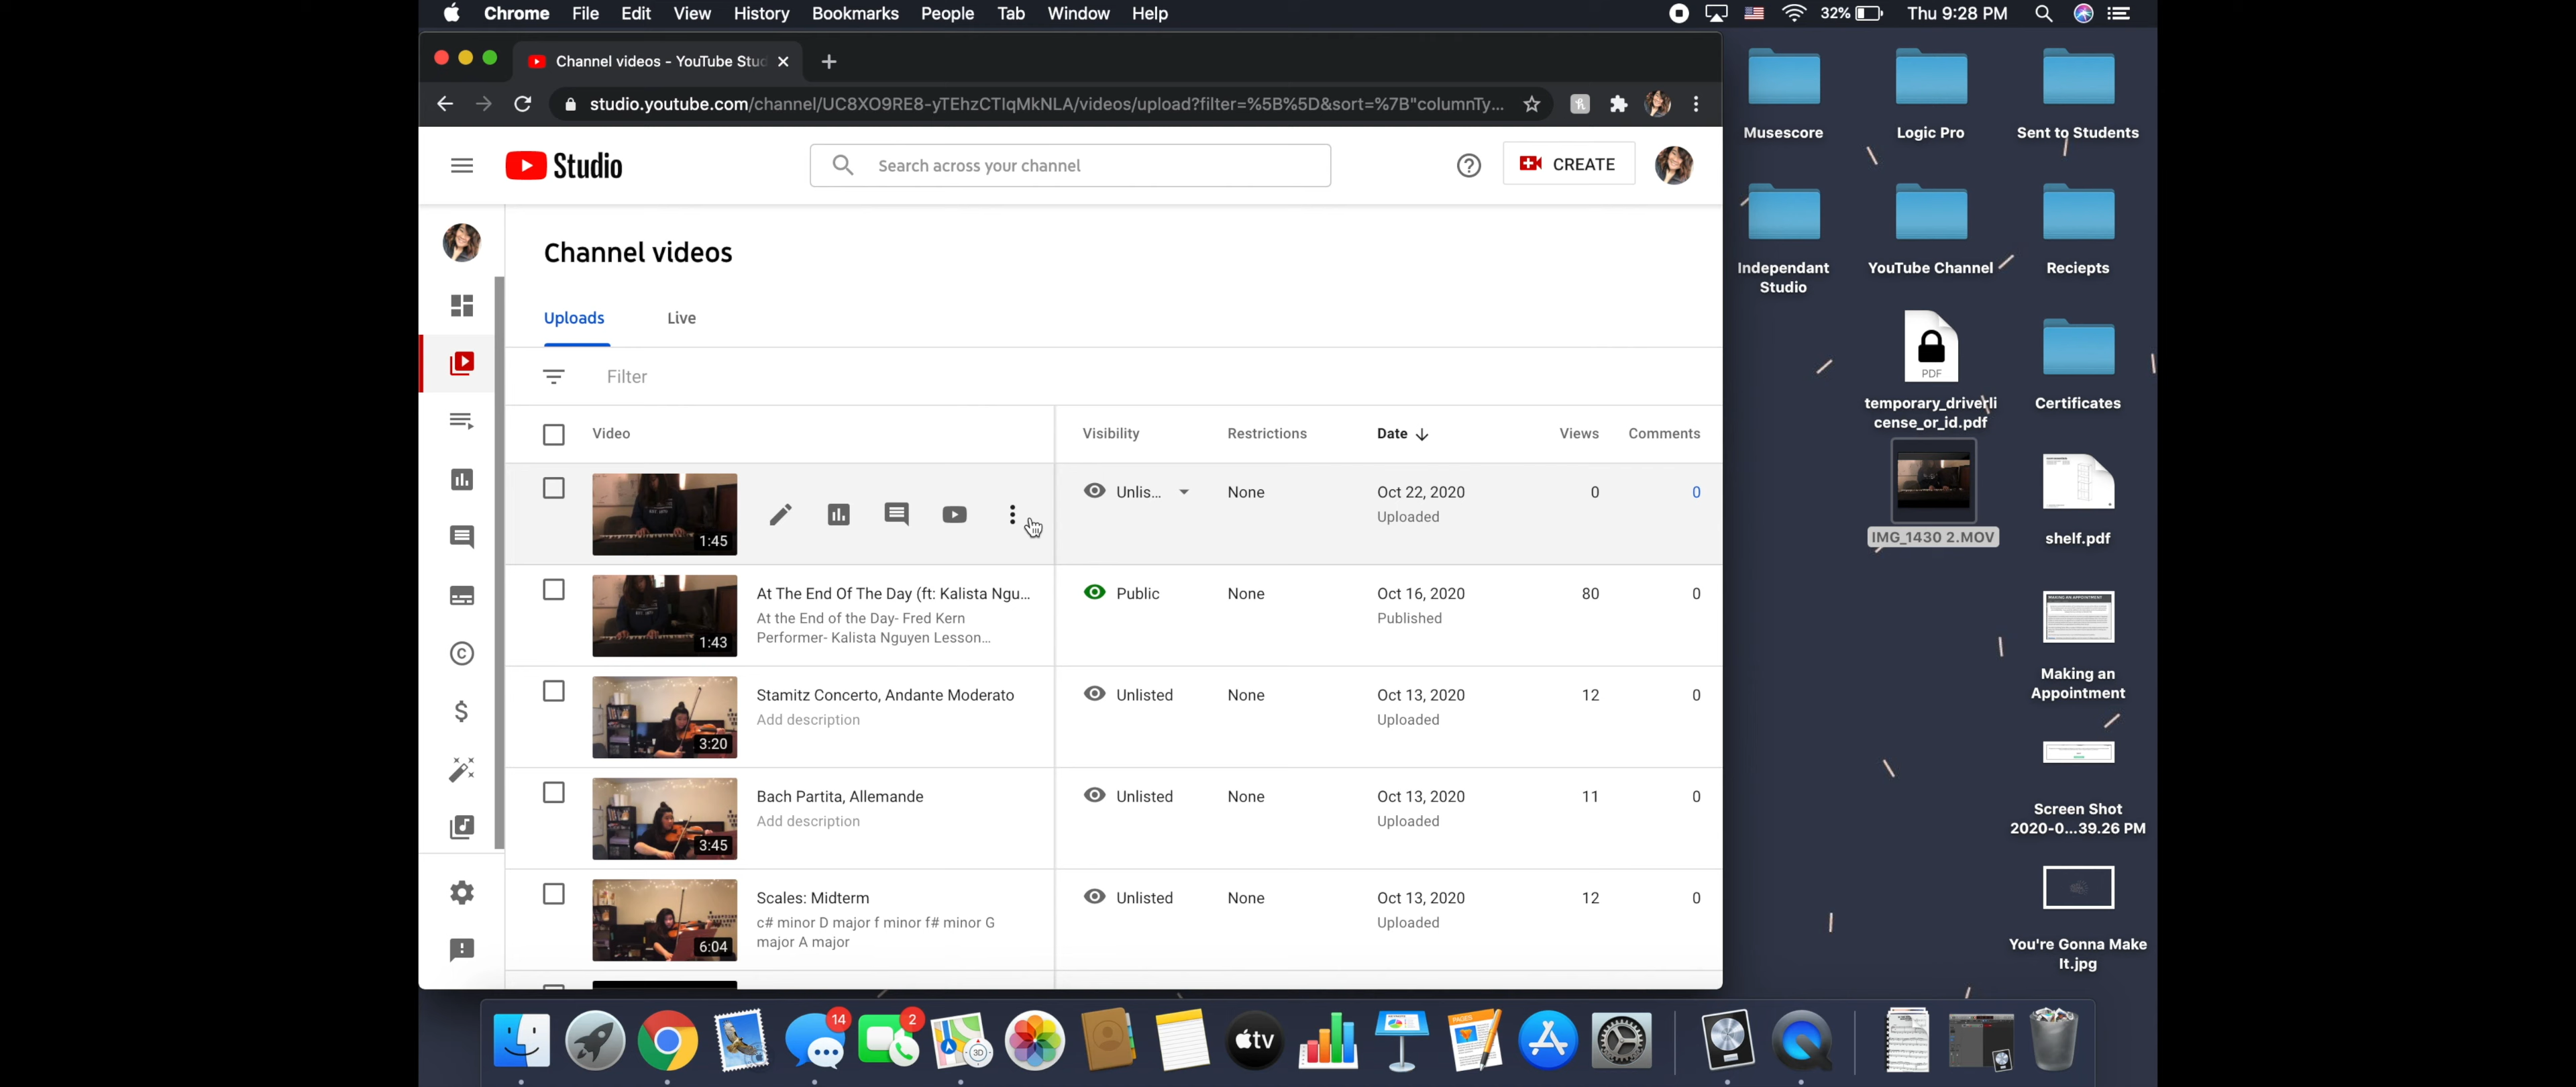 Chrome File Edit View History Bookmarks People Tab Window Help
32% Thu 9:28 PM
Channel videos - YouTube Stud
studio.youtube.com/channel/UC8XO9RE8-yTEhzCTIqMkNLA/videos/upload?filter=%5B%5D&sort=%7B"columnTy...
Studio
Search across your channel
CREATE
Channel videos
Uploads Live
Filter
Video Visibility Restrictions Date Views Comments
1:45 Unlis... None Oct 22, 2020 0 0
Uploaded
1:43 At The End Of The Day (ft: Kalista Ngu... Public None Oct 16, 2020 80 0
At the End of the Day- Fred Kern Published
Performer- Kalista Nguyen Lesson...
3:20 Stamitz Concerto, Andante Moderato Unlisted None Oct 13, 2020 12 0
Add description Uploaded
3:45 Bach Partita, Allemande Unlisted None Oct 13, 2020 11 0
Add description Uploaded
6:04 Scales: Midterm Unlisted None Oct 13, 2020 12 0
c# minor D major f minor f# minor G Uploaded
major A major
Musescore Logic Pro Sent to Students
Independant
Studio
YouTube Channel Reciepts
PDF
temporary_driverli
cense_or_id.pdf
Certificates
IMG_1430 2.MOV shelf.pdf
MAKING AN APPOINTMENT
Making an
Appointment
Screen Shot
2020-0...39.26 PM
You're Gonna Make
It.jpg
14 2 3D tv